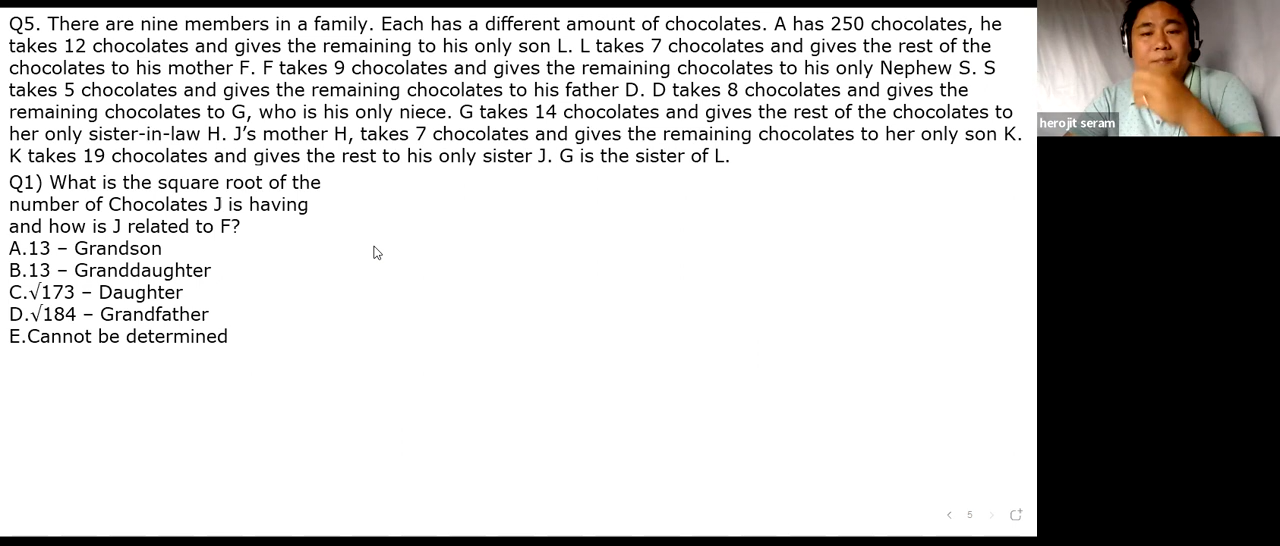 Q5. There are nine members in a family. Each has a different amount of chocolates. A has 250 chocolates, he
takes 12 chocolates and gives the remaining to his only son L. L takes 7 chocolates and gives the rest of the
chocolates to his mother F. F takes 9 chocolates and gives the remaining chocolates to his only Nephew S. S
takes 5 chocolates and gives the remaining chocolates to his father D. D takes 8 chocolates and gives the
remaining chocolates to G, who is his only niece. G takes 14 chocolates and gives the rest of the chocolates to
her only sister-in-law H. J’s mother H, takes 7 chocolates and gives the remaining chocolates to her only son K.
K takes 19 chocolates and gives the rest to his only sister J. G is the sister of L.
Q1) What is the square root of the
number of Chocolates J is having
and how is J related to F?
A.13 – Grandson
B.13 – Granddaughter
C.√173 – Daughter
D.√184 – Grandfather
E.Cannot be determined
herojit seram
5